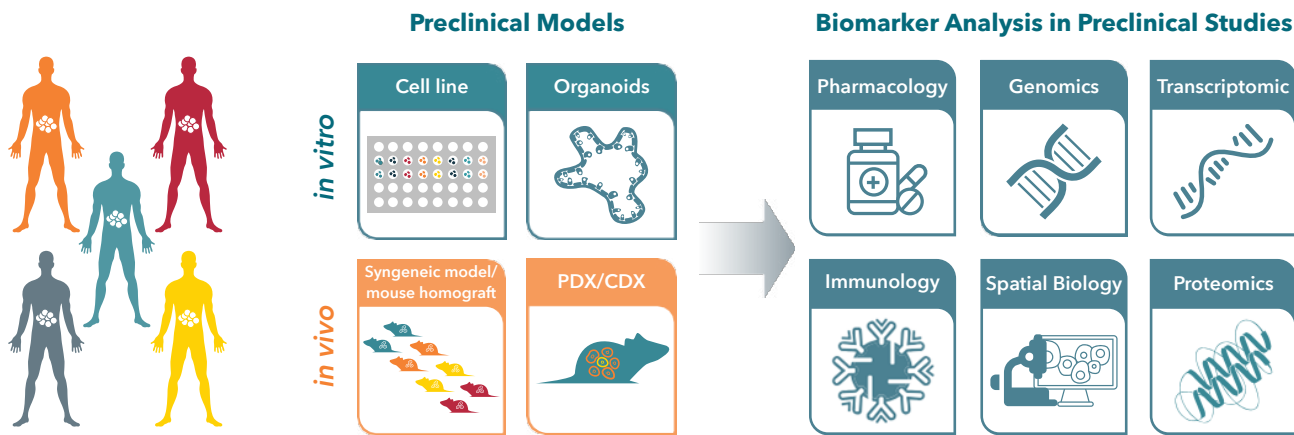 Preclinical Models
Biomarker Analysis in Preclinical Studies
in vitro
Cell line
Organoids
in vivo
Syngeneic model/
mouse homograft
PDX/CDX
Pharmacology
Genomics
Transcriptomic
Immunology
Spatial Biology
Proteomics